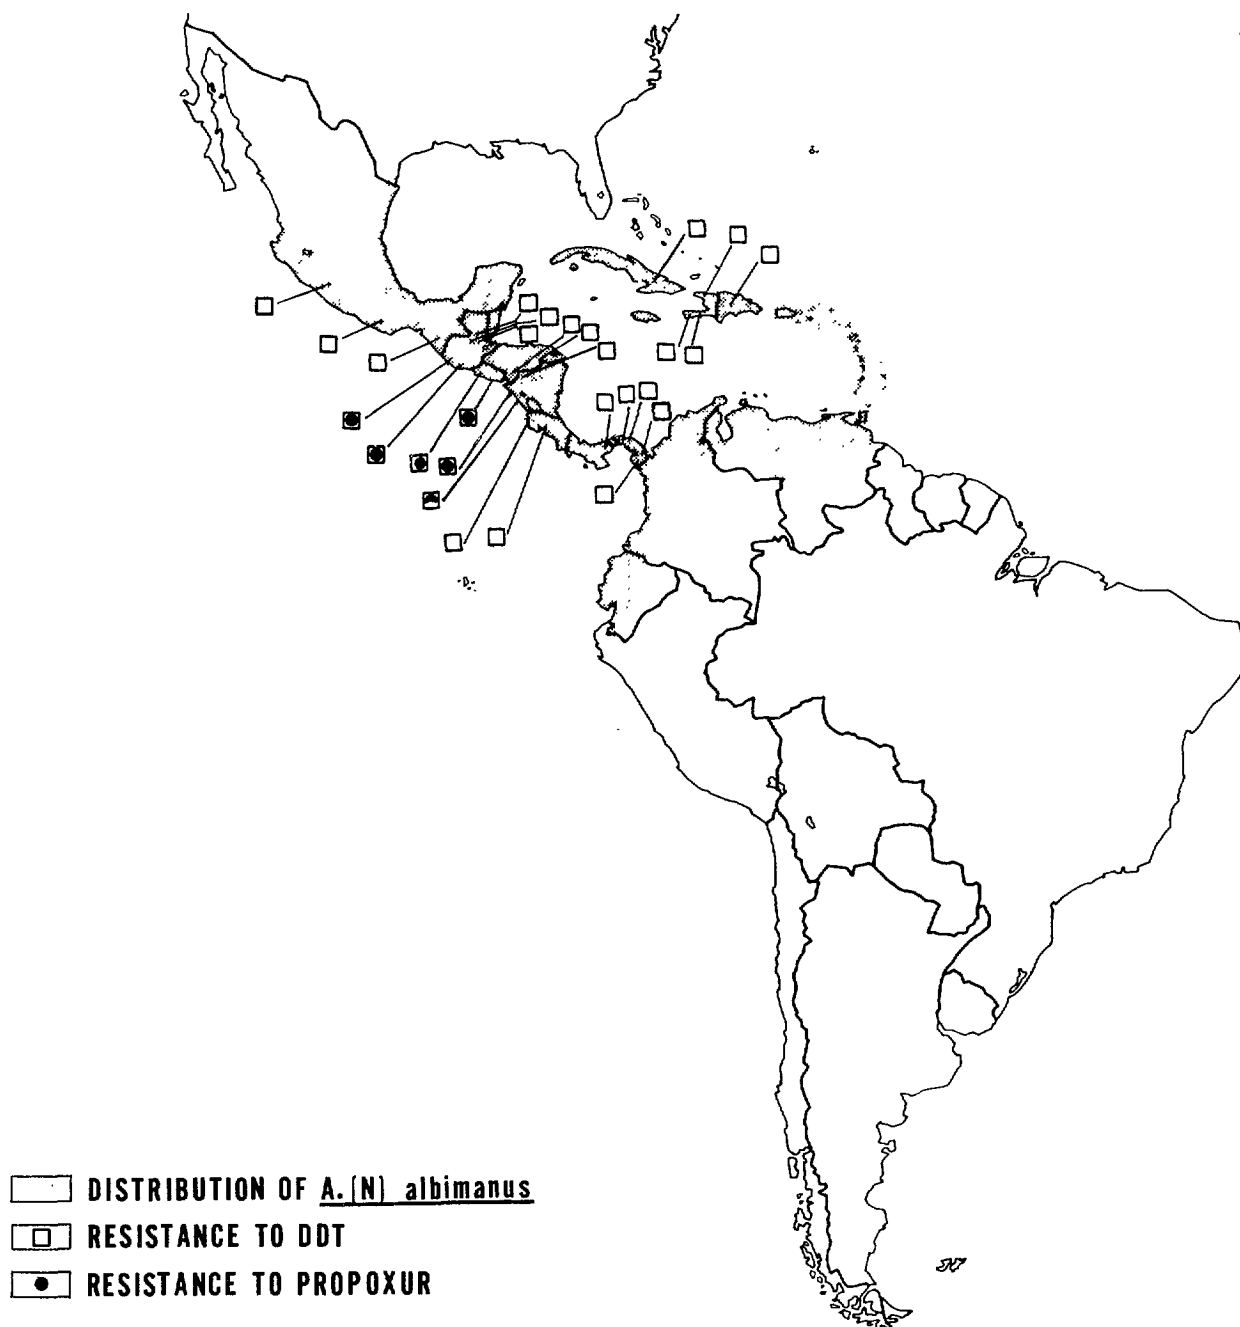 DISTRIBUTION OF A.(N) albimanus
RESISTANCE TO DDT
RESISTANCE TO PROPOXUR